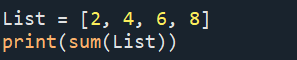 List = [2, 4, 6, 8]
print(sum(List))